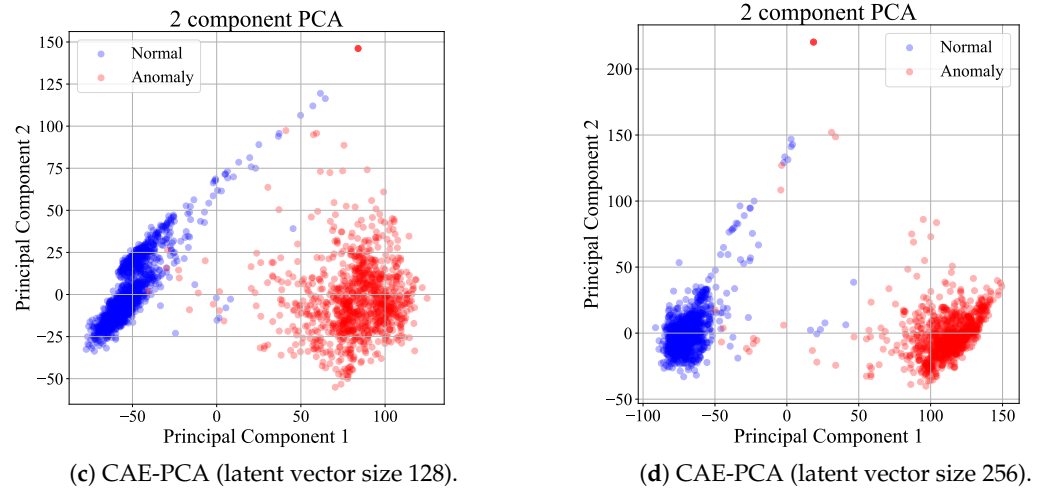 2 component PCA
Normal
Anomaly
150
125
100
75
50
25
0
−25
−50
Principal Component 2
−50
0
50
100
Principal Component 1
(c) CAE-PCA (latent vector size 128).
2 component PCA
Normal
Anomaly
200
150
100
50
0
−50
Principal Component 2
−100
−50
0
50
100
150
Principal Component 1
(d) CAE-PCA (latent vector size 256).